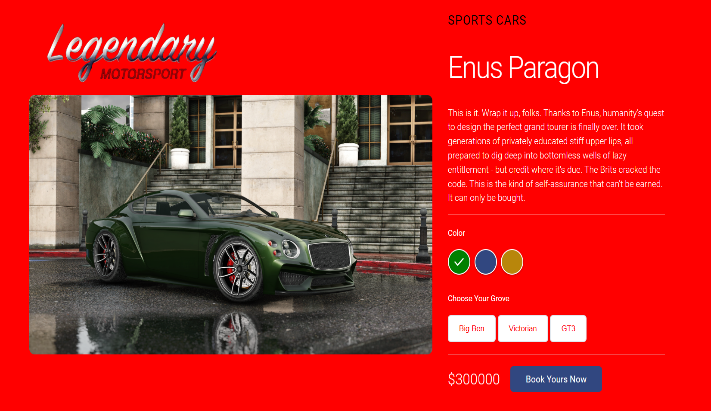 Legendary
MOTORSPORT
SPORTS CARS
Enus Paragon
This is it. Wrap it up, folks. Thanks to Enus, humanity's quest
to design the perfect grand tourer is finally over. It took
generations of privately educated stiff upper lips, all
prepared to dig deep into bottomless wells of lazy
entitlement - but credit where it's due. The Brits cracked the
code. This is the kind of self-assurance that can't be earned.
It can only be bought.
Color
Choose Your Grove
Big Ben Victorian GT3
$300000 Book Yours Now